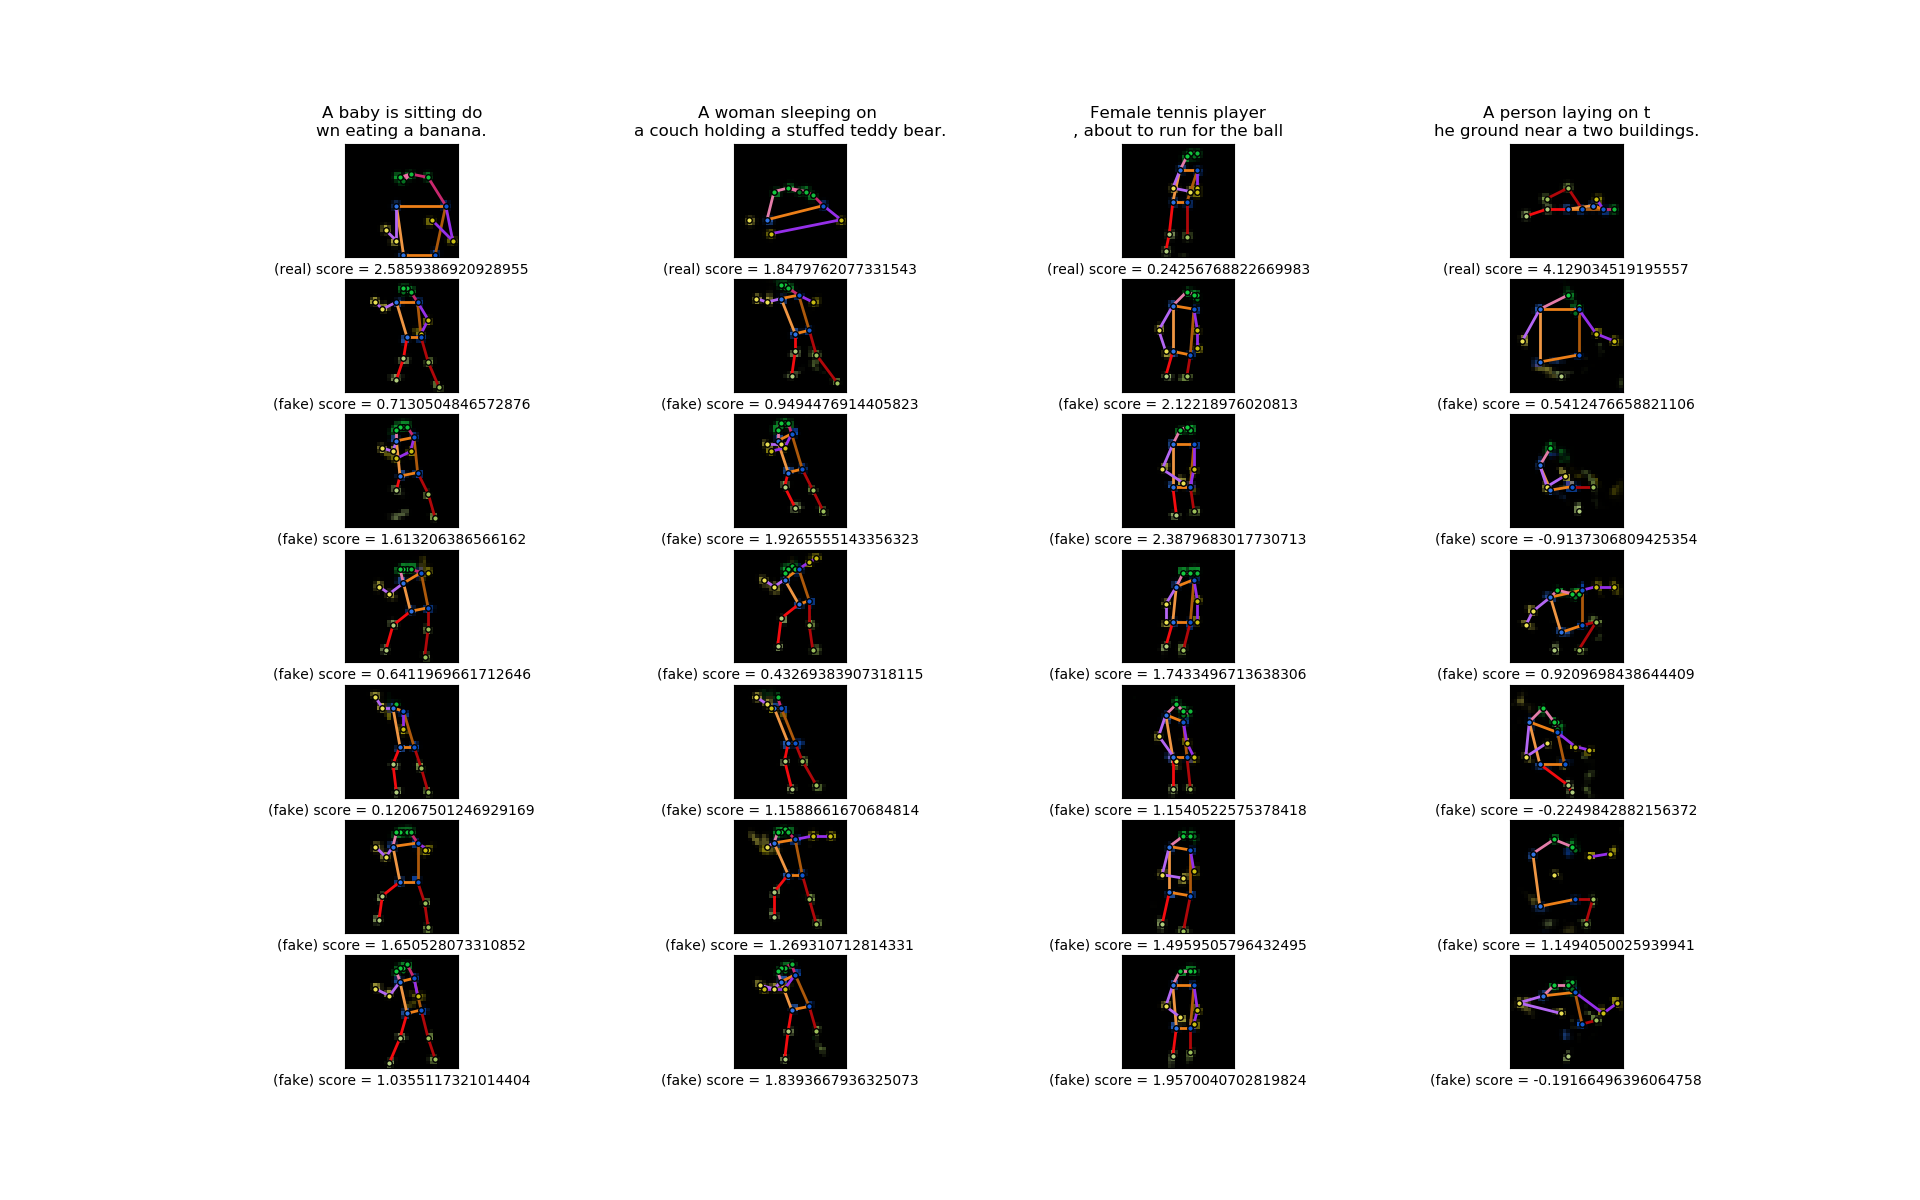 A baby is sitting do
wn eating a banana.
A woman sleeping on
a couch holding a stuffed teddy bear.
Female tennis player
, about to run for the ball
A person laying on t
he ground near a two buildings.
(real) score = 2.5859386920928955
(real) score = 1.8479762077331543
(real) score = 0.24256768822669983
(real) score = 4.129034519195557
(fake) score = 0.7130504846572876
(fake) score = 0.9494476914405823
(fake) score = 2.12218976020813
(fake) score = 0.5412476658821106
(fake) score = 1.613206386566162
(fake) score = 1.9265555143356323
(fake) score = 2.3879683017730713
(fake) score = -0.9137306809425354
(fake) score = 0.6411969661712646
(fake) score = 0.43269383907318115
(fake) score = 1.7433496713638306
(fake) score = 0.9209698438644409
(fake) score = 0.12067501246929169
(fake) score = 1.1588661670684814
(fake) score = 1.1540522575378418
(fake) score = -0.2249842882156372
(fake) score = 1.650528073310852
(fake) score = 1.269310712814331
(fake) score = 1.4959505796432495
(fake) score = 1.1494050025939941
(fake) score = 1.0355117321014404
(fake) score = 1.8393667936325073
(fake) score = 1.9570040702819824
(fake) score = -0.19166496396064758